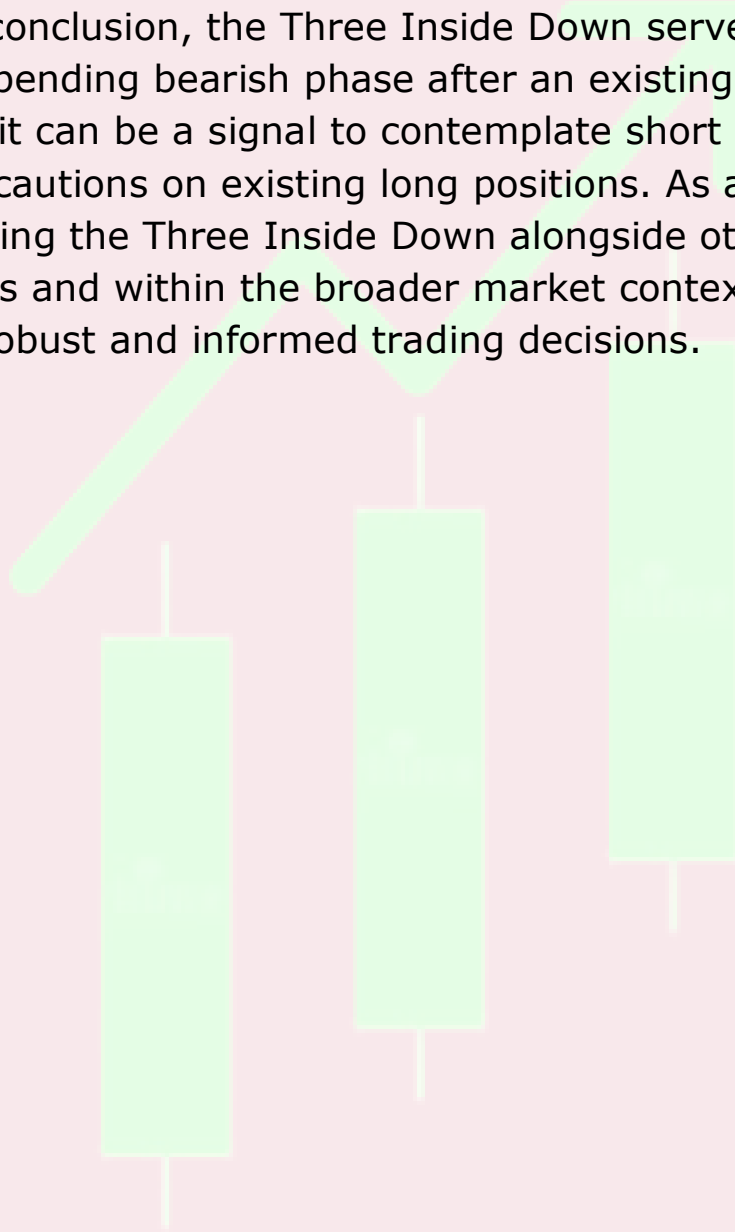 conclusion, the Three Inside Down serve
pending bearish phase after an existing
it can be a signal to contemplate short
cautions on existing long positions. As a
ing the Three Inside Down alongside ot
s and within the broader market contex
obust and informed trading decisions.